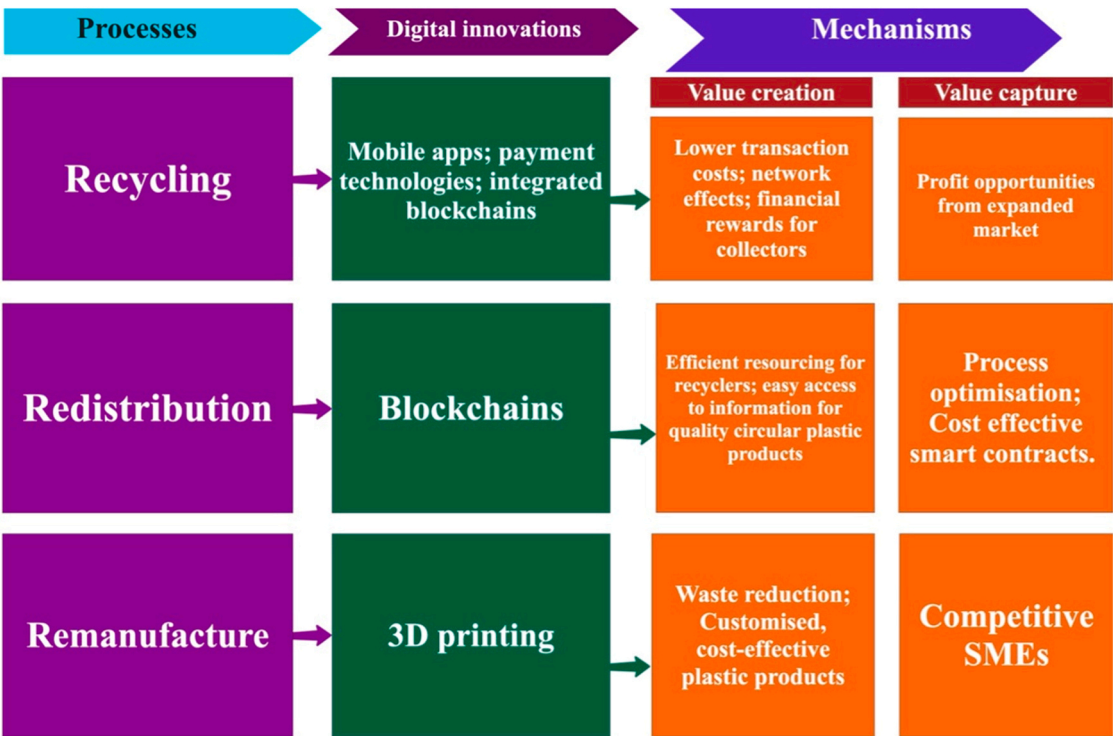 Processes
Digital innovations
Mechanisms
Value creation
Value capture
Recycling
Mobile apps; payment
technologies; integrated
blockchains
Lower transaction
costs; network
effects; financial
rewards for
collectors
Profit opportunities
from expanded
market
Redistribution
Blockchains
Efficient resourcing for
recyclers; easy access
to information for
quality circular plastic
products
Process
optimisation;
Cost effective
smart contracts.
Remanufacture
3D printing
Waste reduction;
Customised,
cost-effective
plastic products
Competitive
SMEs